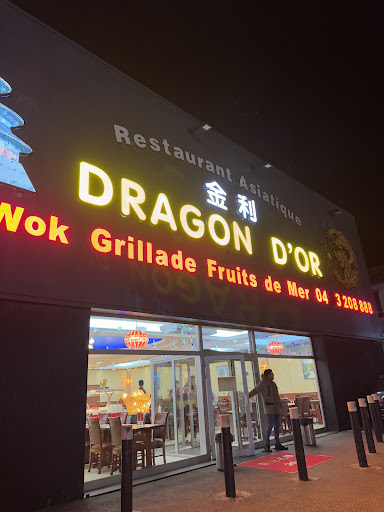 Restaurant Asiatique
金利
DRAGON D'OR
Wok Grillade Fruits de Mer 04 3 208 888